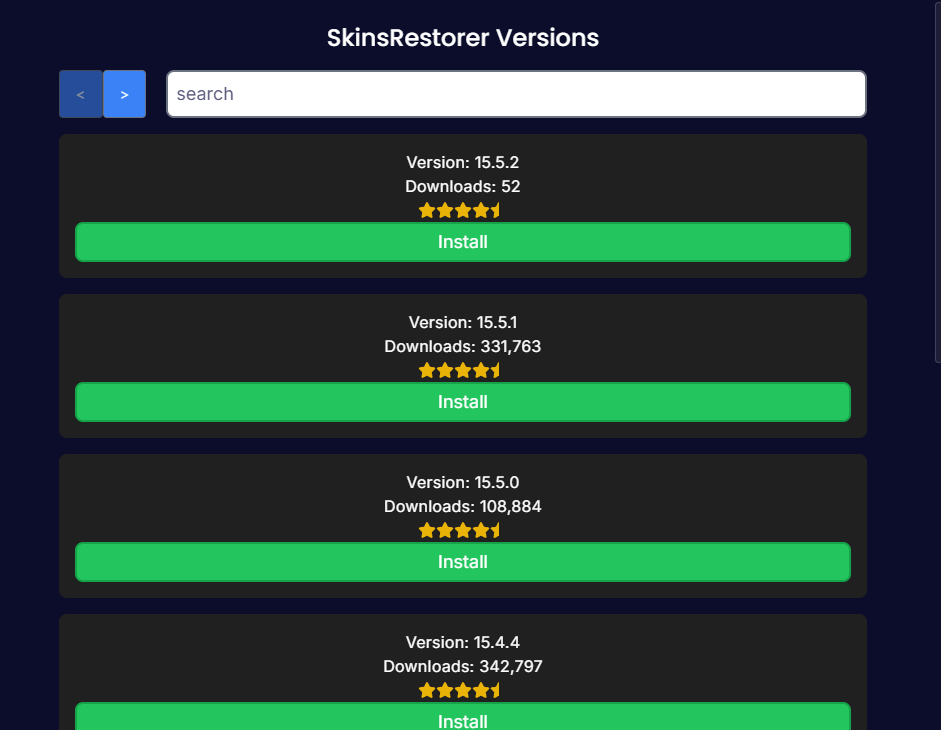 SkinsRestorer Versions
< > search
Version: 15.5.2
Downloads: 52
Install
Version: 15.5.1
Downloads: 331,763
Install
Version: 15.5.0
Downloads: 108,884
Install
Version: 15.4.4
Downloads: 342,797
Install